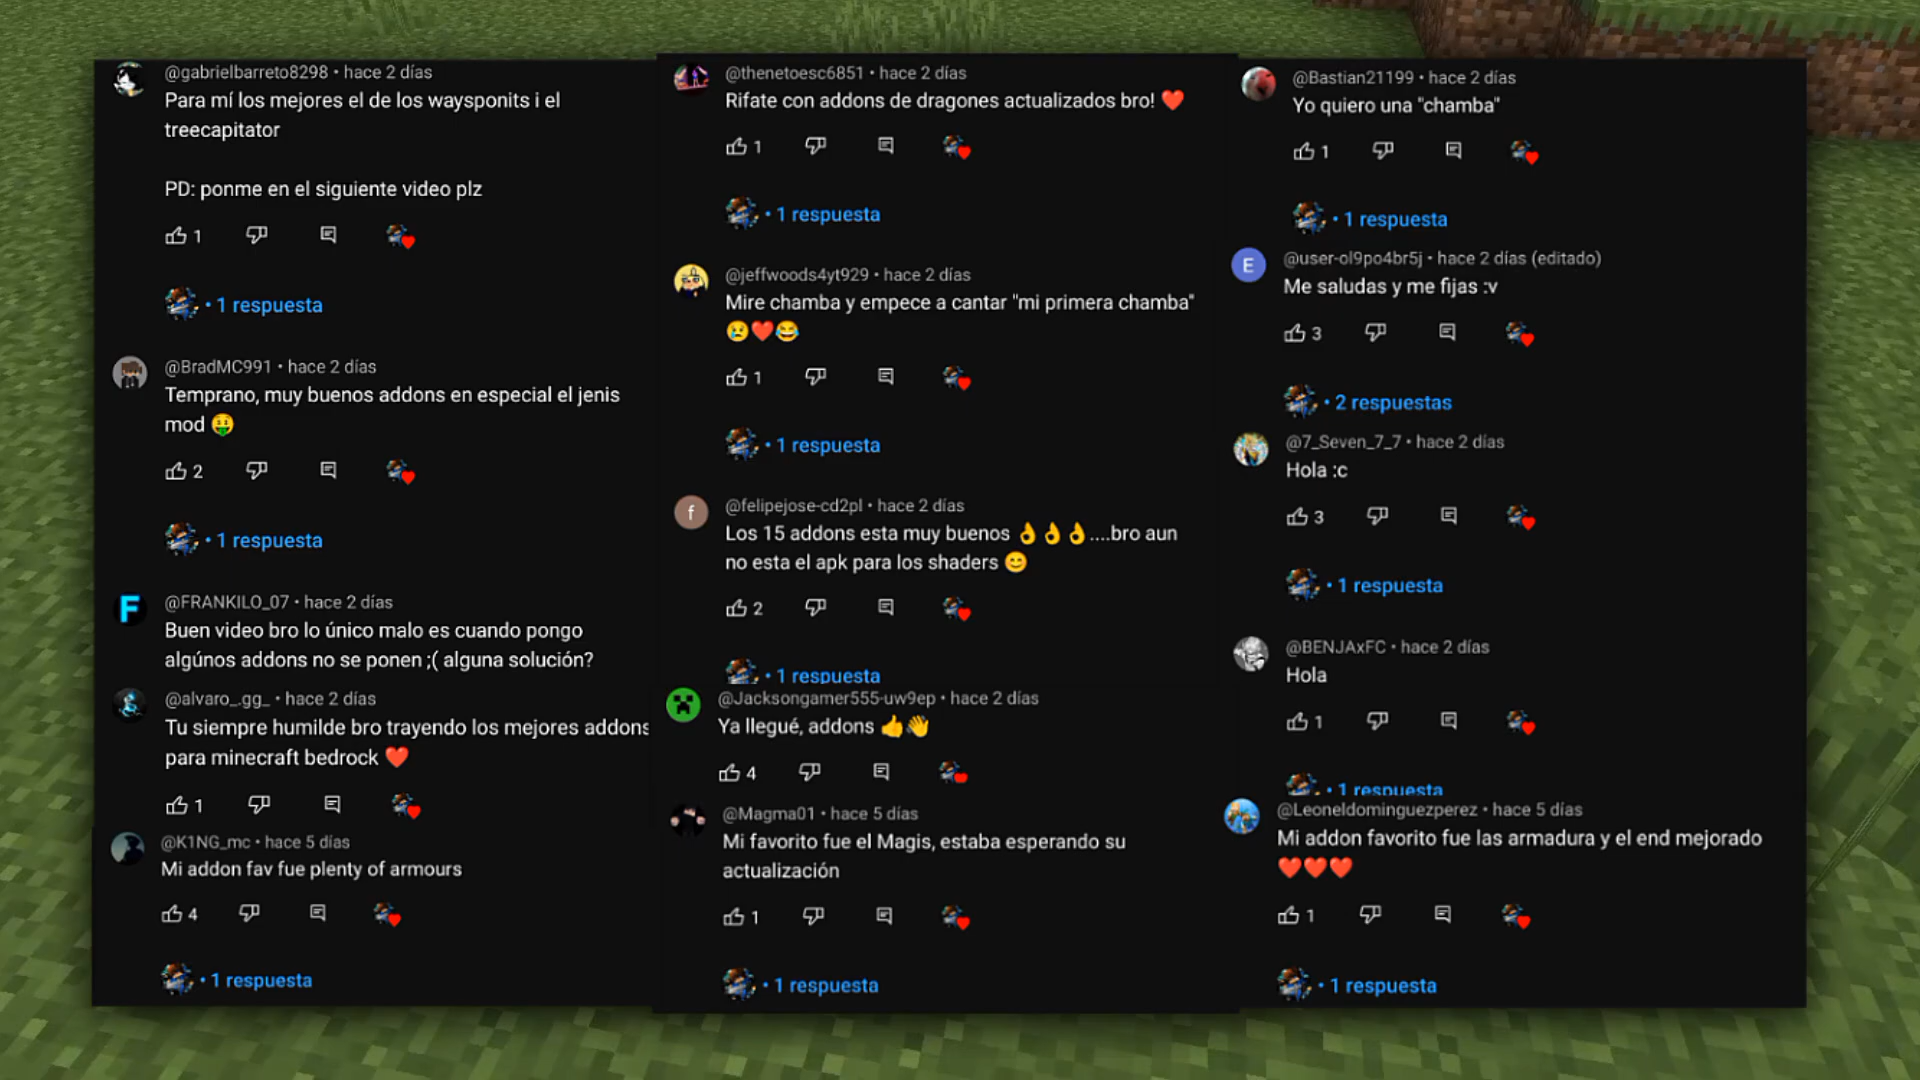 @gabrielbarreto8298 • hace 2 días
Para mí los mejores el de los waysponits i el
treecapitator
PD: ponme en el siguiente video plz
1
• 1 respuesta
@BradMC991 • hace 2 días
Temprano, muy buenos addons en especial el jenis
mod 🤑
2
• 1 respuesta
F
@FRANKILO_07 • hace 2 días
Buen video bro lo único malo es cuando pongo
algúnos addons no se ponen ;( alguna solución?
@alvaro_.gg_ • hace 2 días
Tu siempre humilde bro trayendo los mejores addons
para minecraft bedrock ❤️
1
@K1NG_mc • hace 5 días
Mi addon fav fue plenty of armours
4
• 1 respuesta
@thenetoesc6851 • hace 2 días
Rifate con addons de dragones actualizados bro! ❤️
1
• 1 respuesta
@jeffwoods4yt929 • hace 2 días
Mire chamba y empece a cantar "mi primera chamba"
😢❤️😂
1
• 1 respuesta
f
@felipejose-cd2pl • hace 2 días
Los 15 addons esta muy buenos 👌👌👌....bro aun
no esta el apk para los shaders 😊
2
• 1 respuesta
@Jacksongamer555-uw9ep • hace 2 días
Ya llegué, addons 👍👋
4
@Magma01 • hace 5 días
Mi favorito fue el Magis, estaba esperando su
actualización
1
• 1 respuesta
@Bastian21199 • hace 2 días
Yo quiero una "chamba"
1
• 1 respuesta
E
@user-ol9po4br5j • hace 2 días (editado)
Me saludas y me fijas :v
3
• 2 respuestas
@7_Seven_7_7 • hace 2 días
Hola :c
3
• 1 respuesta
@BENJAxFC • hace 2 días
Hola
1
• 1 respuesta
@Leoneldominguezperez • hace 5 días
Mi addon favorito fue las armadura y el end mejorado
❤️❤️❤️
1
• 1 respuesta